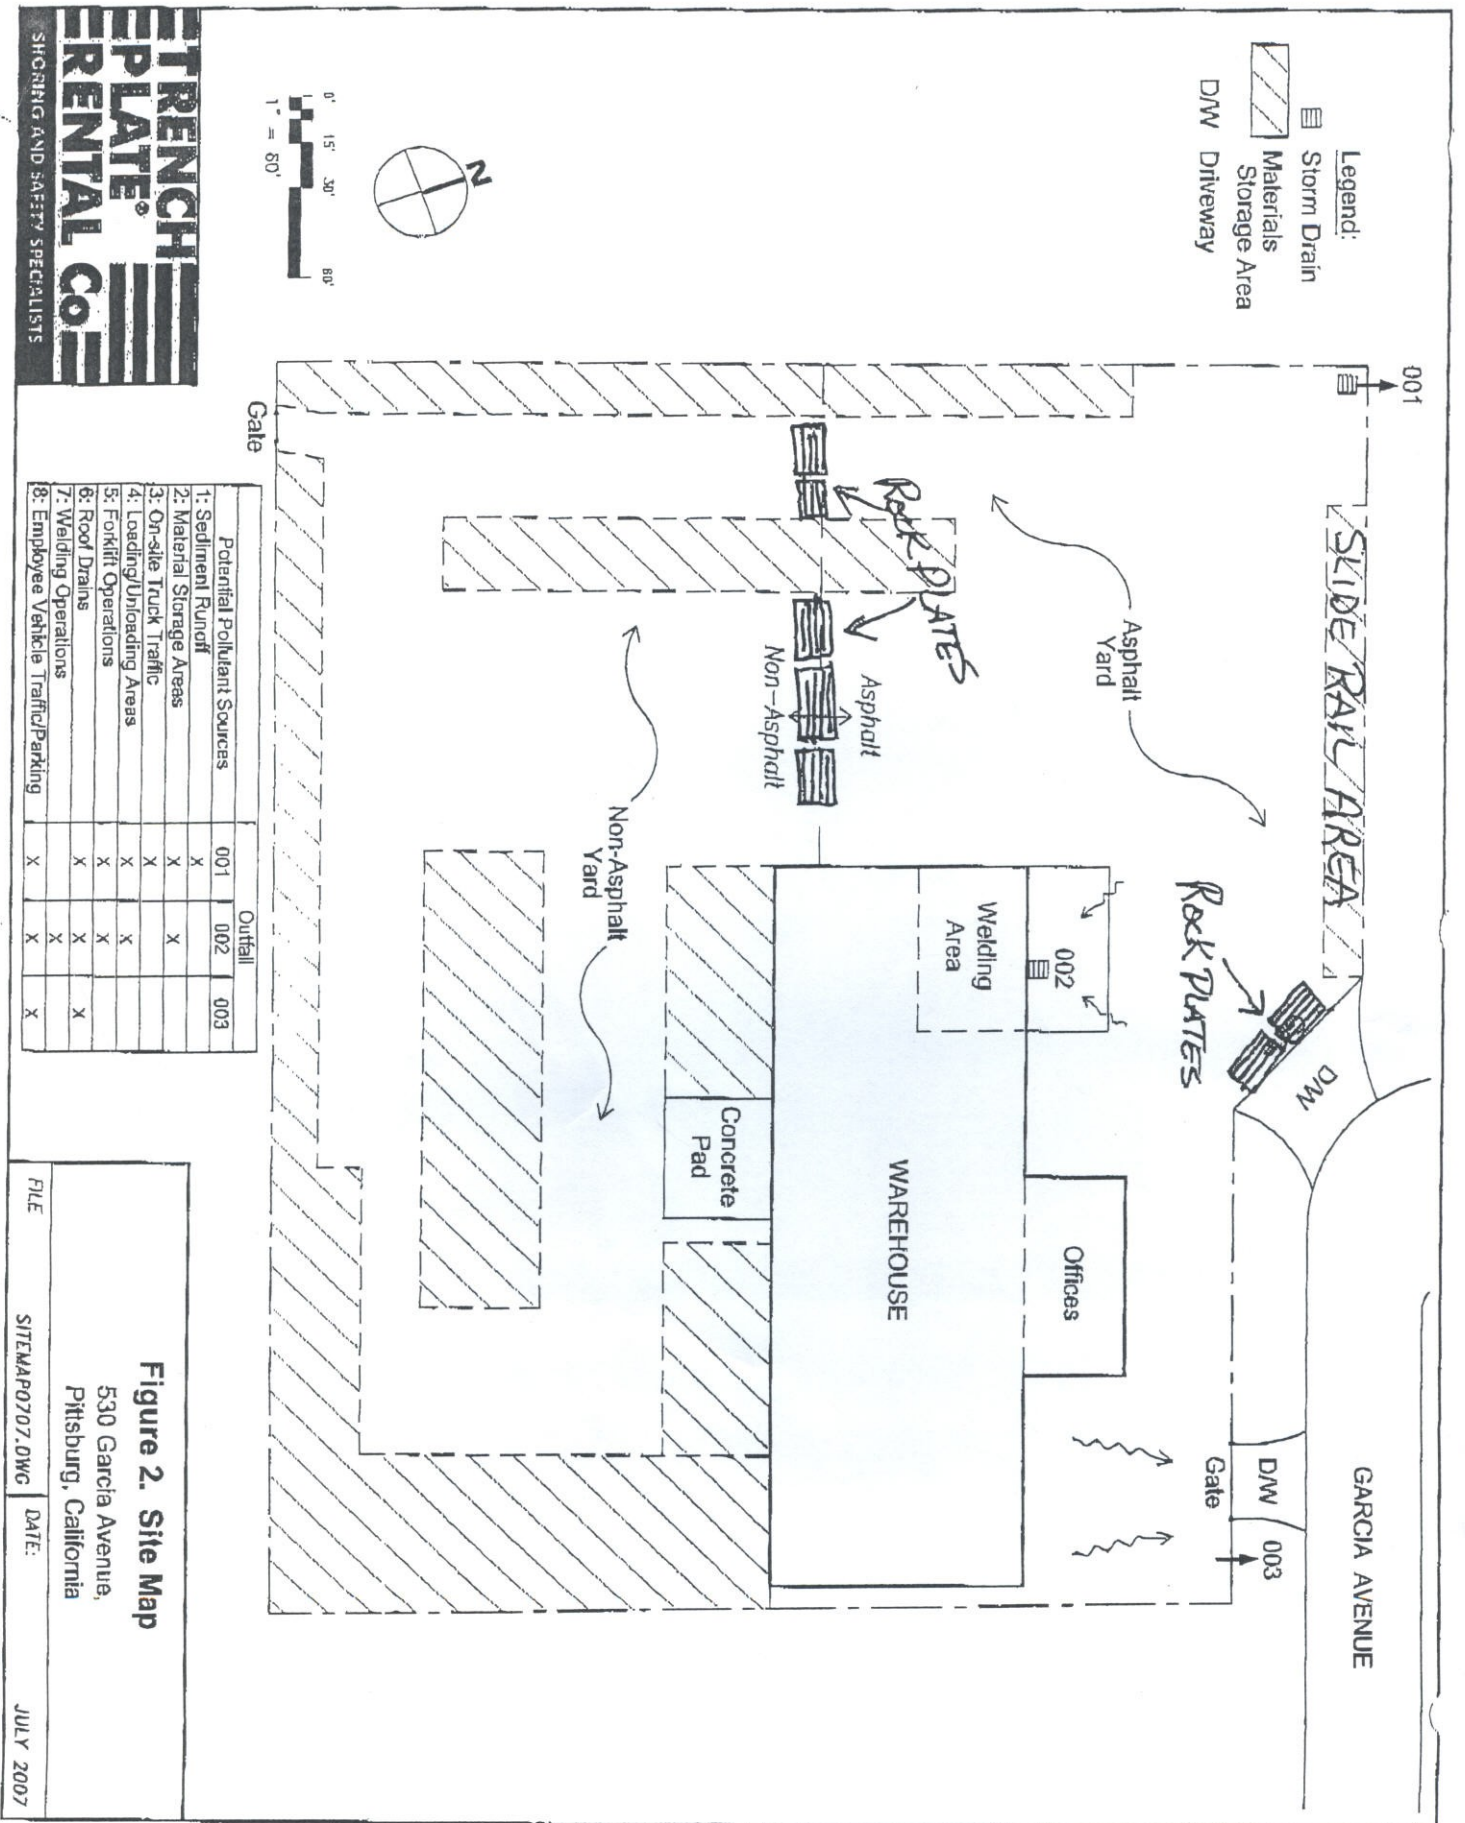 Legend:
Storm Drain
Materials
Storage Area
D/W Driveway
N
0' 15' 30' 60'
1" = 60'
001
SLIDE RAIL AREA
Asphalt
Yard
ROCK PLATES
Asphalt
Non-Asphalt
Non-Asphalt
Yard
ROCK PLATES
D/W
GARCIA AVENUE
002
Welding
Area
WAREHOUSE
Offices
Concrete
Pad
Gate
D/W
003
Gate
TRENCH
PLATE®
RENTAL Co
SHORING AND SAFETY SPECIALISTS
Outfall
Potential Pollutant Sources 001 002 003
1: Sediment Runoff X
2: Material Storage Areas X X
3: On-site Truck Traffic X
4: Loading/Unloading Areas X X
5: Forklift Operations X X
6: Roof Drains X X X
7: Welding Operations X
8: Employee Vehicle Traffic/Parking X X X
Figure 2. Site Map
530 Garcia Avenue,
Pittsburg, California
FILE SITEMAP0707.DWG DATE: JULY 2007